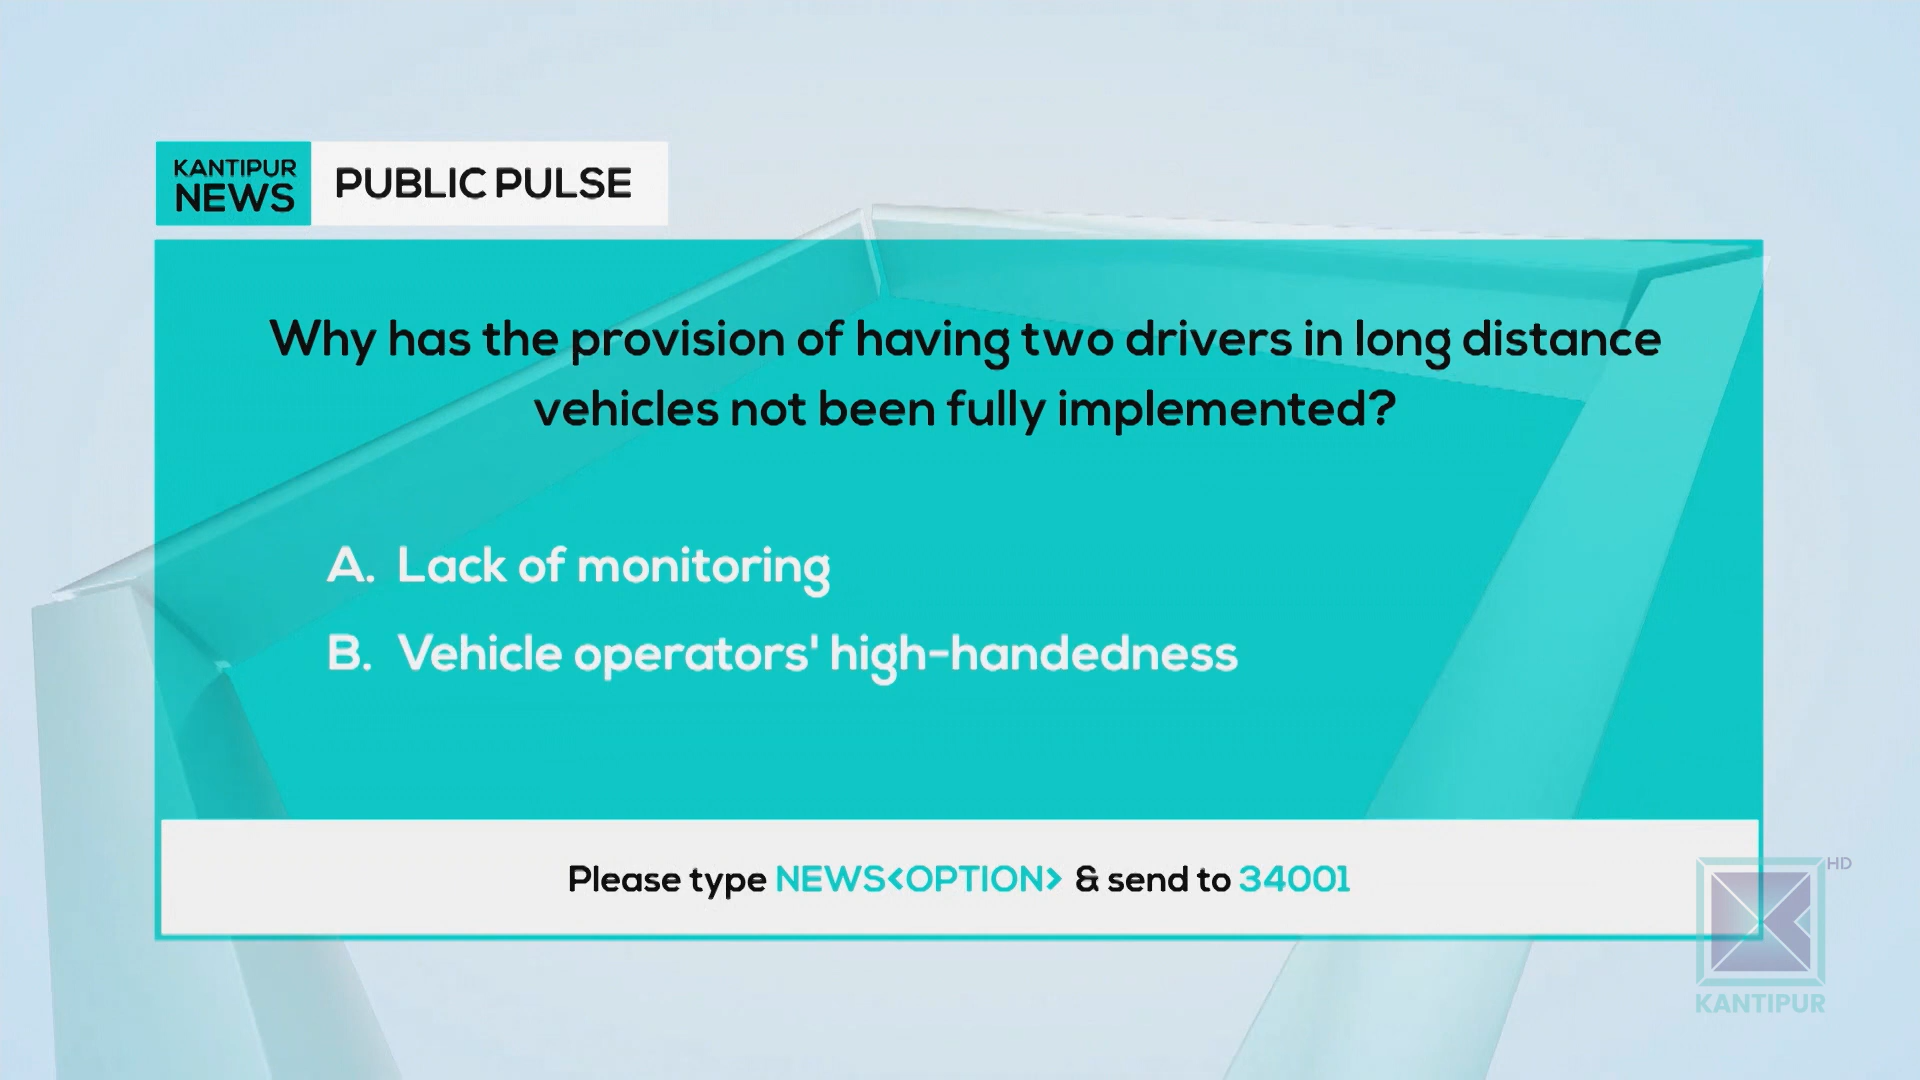 KANTIPUR
NEWS
PUBLIC PULSE
Why has the provision of having two drivers in long distance
vehicles not been fully implemented?
A. Lack of monitoring
B. Vehicle operators' high-handedness
Please type NEWS<OPTION> & send to 34001
HD
KANTIPUR